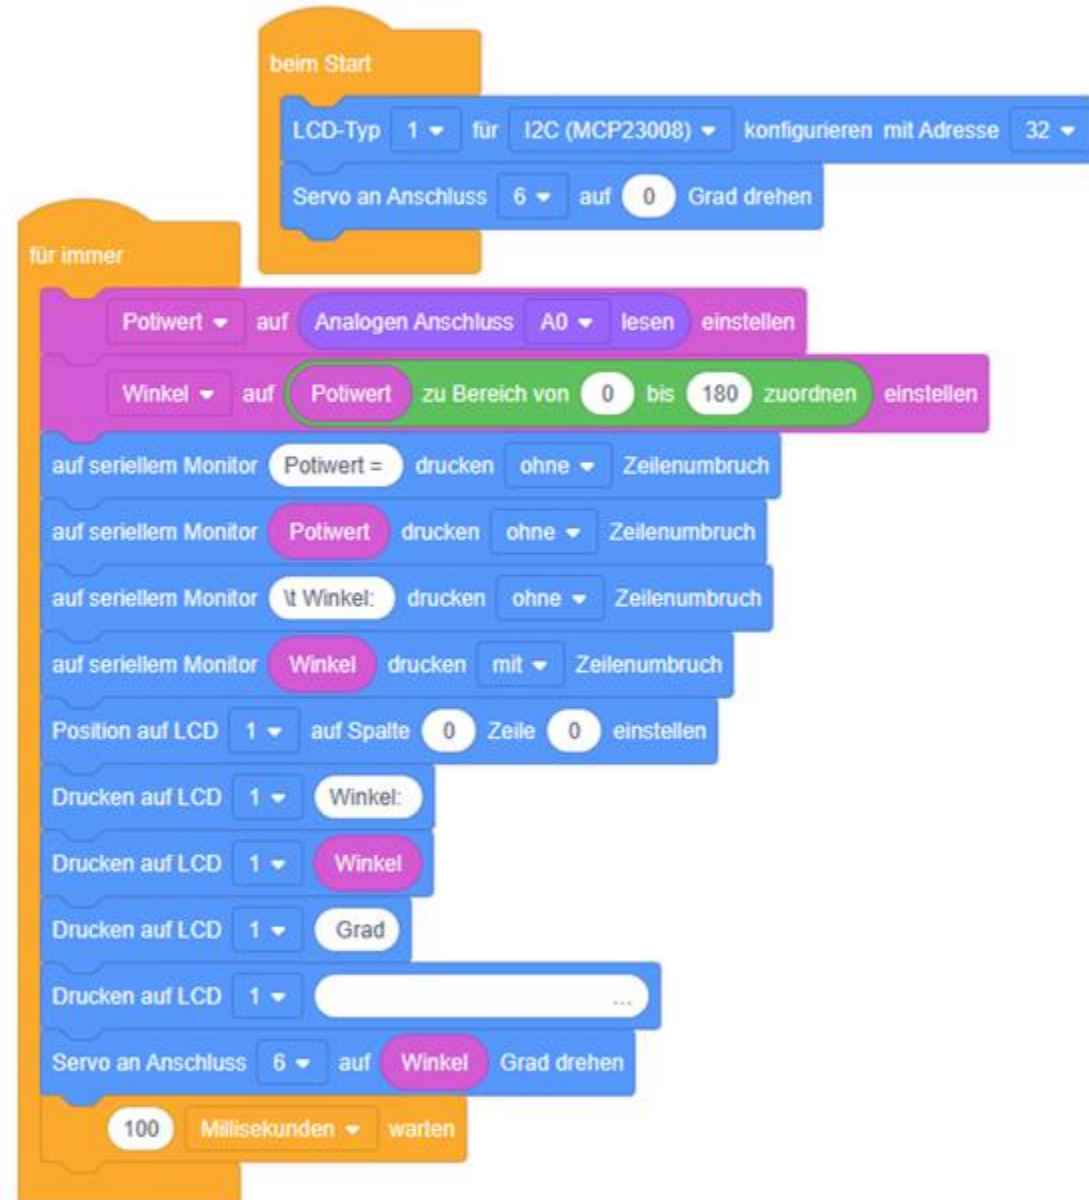 beim Start
LCD-Typ 1 für I2C (MCP23008) konfigurieren mit Adresse 32
Servo an Anschluss 6 auf 0 Grad drehen
für immer
Potiwert auf Analogen Anschluss A0 lesen einstellen
Winkel auf Potiwert zu Bereich von 0 bis 180 zuordnen einstellen
auf seriellem Monitor Potiwert = drucken ohne Zeilenumbruch
auf seriellem Monitor Potiwert drucken ohne Zeilenumbruch
auf seriellem Monitor \t Winkel: drucken ohne Zeilenumbruch
auf seriellem Monitor Winkel drucken mit Zeilenumbruch
Position auf LCD 1 auf Spalte 0 Zeile 0 einstellen
Drucken auf LCD 1 Winkel:
Drucken auf LCD 1 Winkel
Drucken auf LCD 1 Grad
Drucken auf LCD 1 ...
Servo an Anschluss 6 auf Winkel Grad drehen
100 Millisekunden warten